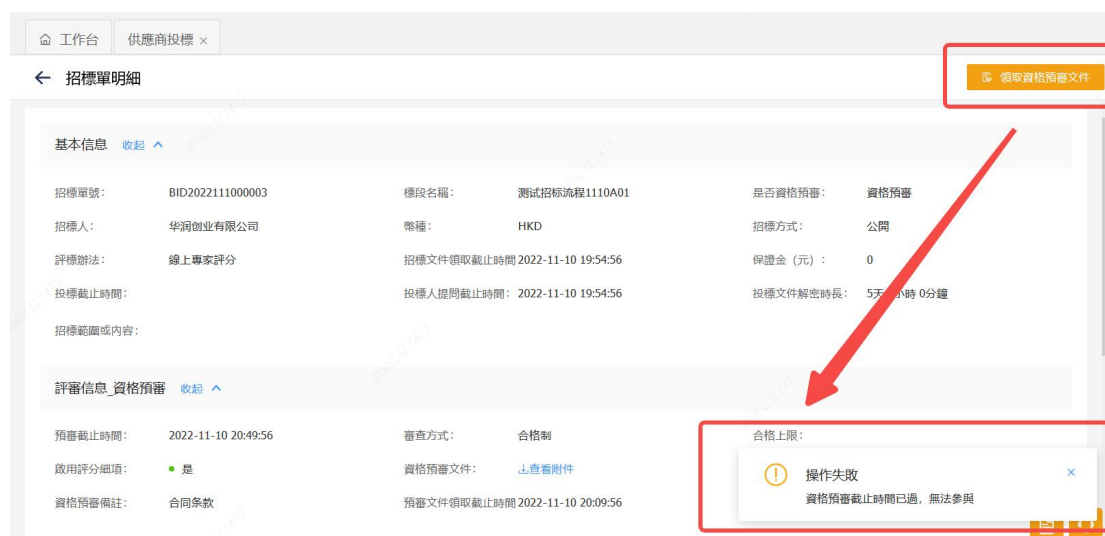 工作台 供應商投標 ×
招標單明細 領取資格預審文件
基本信息 收起
招標單號: BID2022111000003 標段名稱: 测试招标流程1110A01 是否資格預審: 資格預審
招標人: 华润创业有限公司 幣種: HKD 招標方式: 公開
評標辦法: 線上專家評分 招標文件領取截止時間 2022-11-10 19:54:56 保證金（元）: 0
投標截止時間: 投標人提問截止時間: 2022-11-10 19:54:56 投標文件解密時長: 5天 小時 0分鐘
招標範圍或內容:
評審信息_資格預審 收起
預審截止時間: 2022-11-10 20:49:56 審查方式: 合格制 合格上限:
啟用評分細項: 是 資格預審文件: 查看附件
操作失敗 ×
資格預審備註: 合同条款 預審文件領取截止時間 2022-11-10 20:09:56
資格預審截止時間已過，無法參與